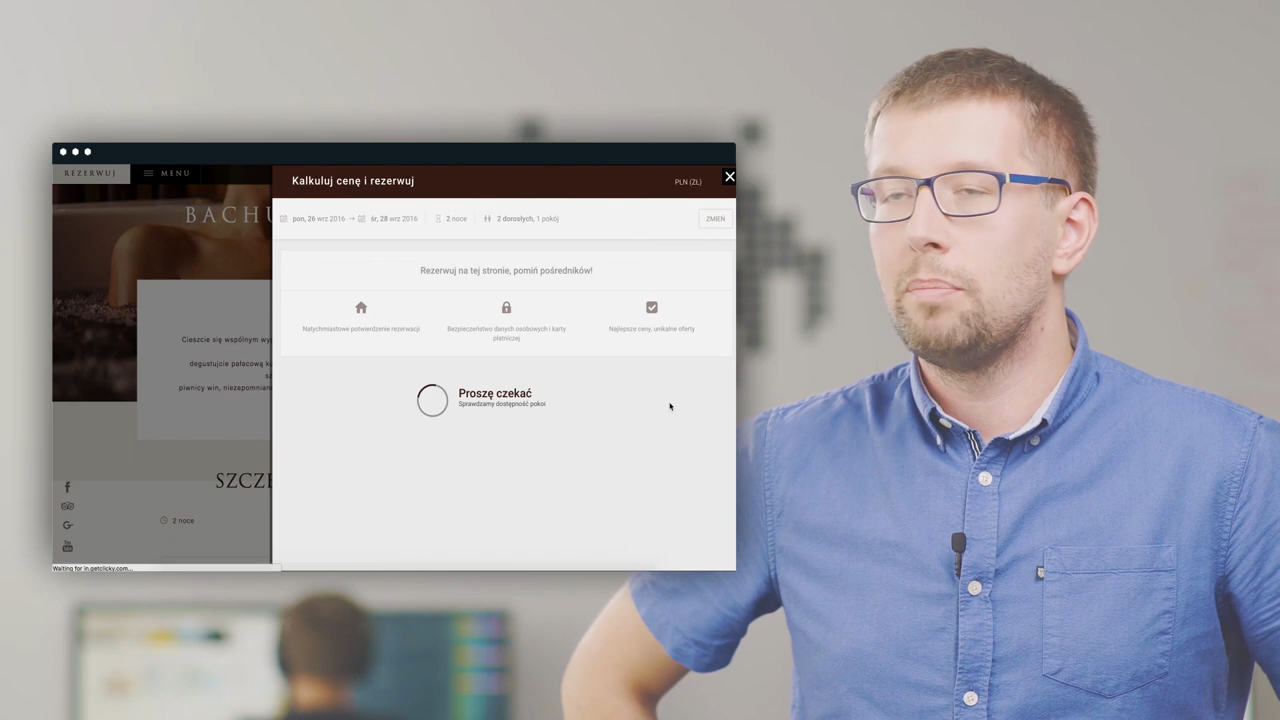 REZERWUJ
MENU
Kalkuluj cenę i rezerwuj
PLN (ZŁ)
pon, 26 wrz 2016 → śr, 28 wrz 2016
2 noce
2 dorosłych, 1 pokój
ZMIEŃ
BACHU
Rezerwuj na tej stronie, pomiń pośredników!
Natychmiastowe potwierdzenie rezerwacji
Bezpieczeństwo danych osobowych i karty
płatniczej
Najlepsze ceny, unikalne oferty
Cieszcie się wspólnym wy
degustujcie pałacową k
piwnicy win, niezapomnian
Proszę czekać
Sprawdzamy dostępność pokoi
SZCZE
2 noce
Waiting for in.getclicky.com...